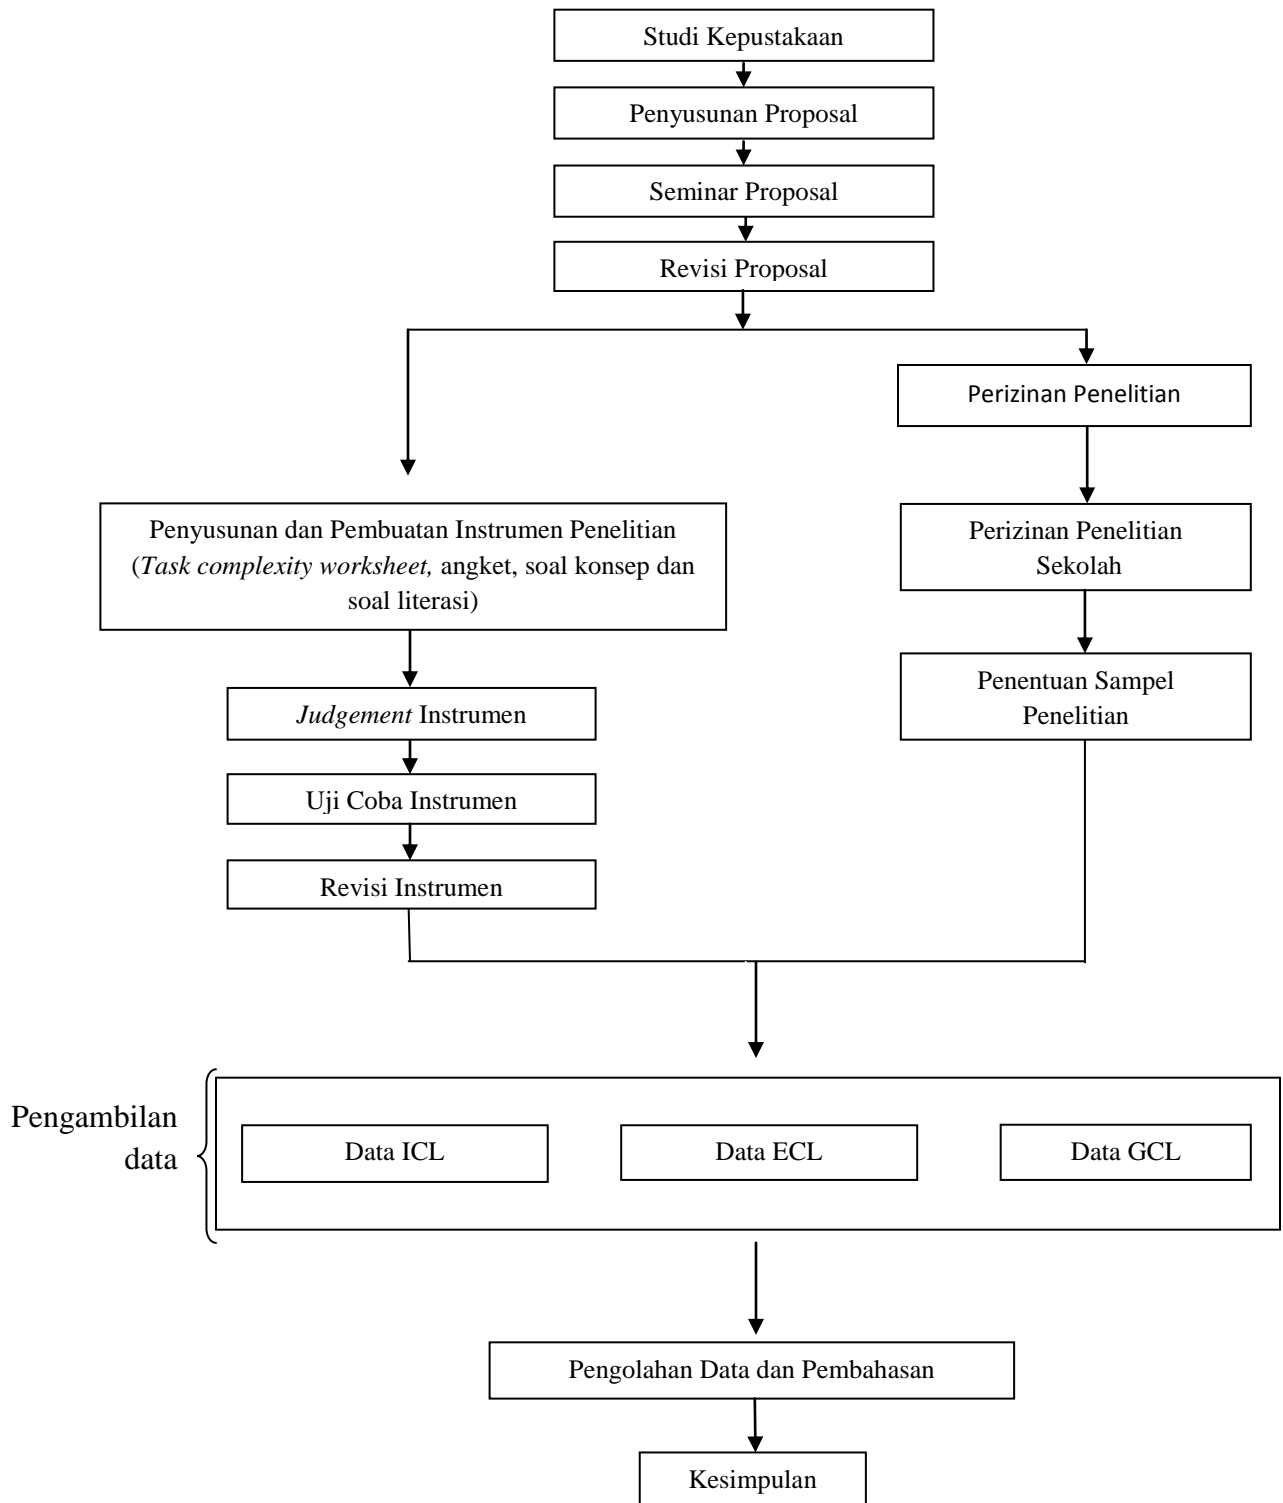 Studi Kepustakaan
Penyusunan Proposal
Seminar Proposal
Revisi Proposal
Perizinan Penelitian
Penyusunan dan Pembuatan Instrumen Penelitian
(Task complexity worksheet, angket, soal konsep dan
soal literasi)
Perizinan Penelitian
Sekolah
Judgement Instrumen
Penentuan Sampel
Penelitian
Uji Coba Instrumen
Revisi Instrumen
Pengambilan
data
Data ICL
Data ECL
Data GCL
Pengolahan Data dan Pembahasan
Kesimpulan